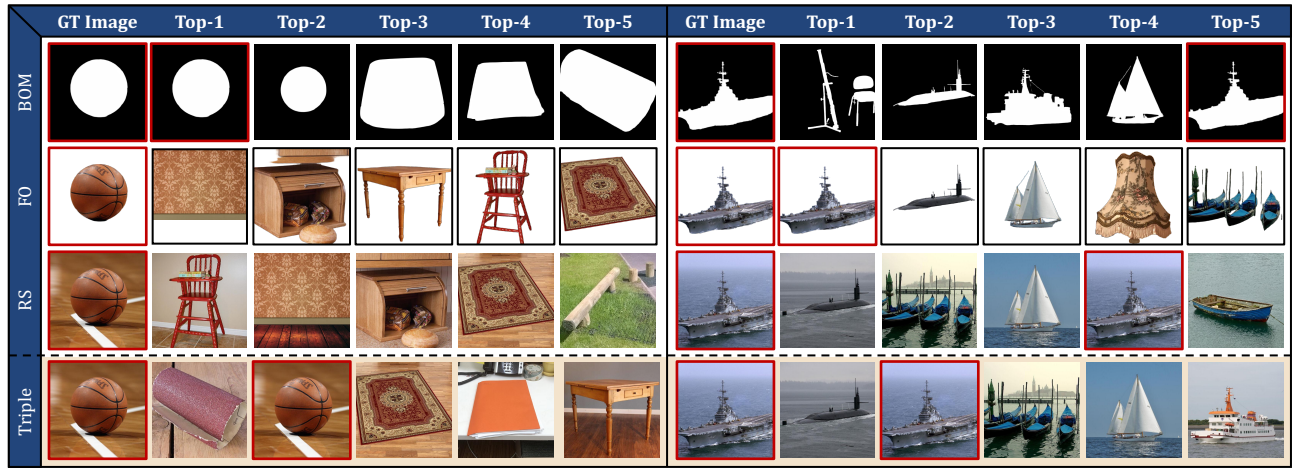 GT Image Top-1 Top-2 Top-3 Top-4 Top-5 GT Image Top-1 Top-2 Top-3 Top-4 Top-5
BOM
FO
RS
Triple